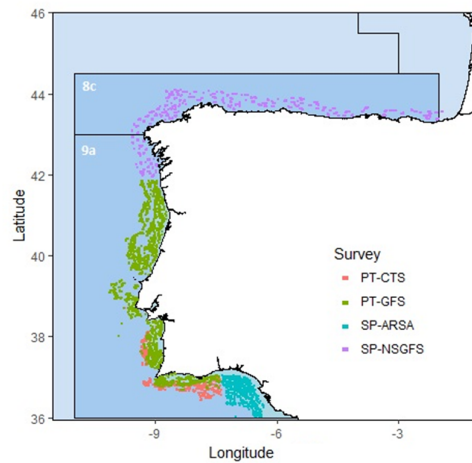 46
44
42
40
38
36
Latitude
8c
9a
Survey
PT-CTS
PT-GFS
SP-ARSA
SP-NSGFS
-9
-6
-3
Longitude